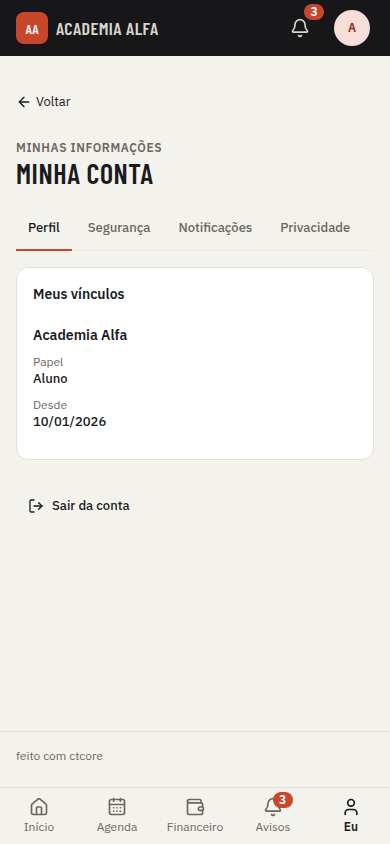 AA ACADEMIA ALFA 3 A
Voltar
MINHAS INFORMAÇÕES
MINHA CONTA
Perfil Segurança Notificações Privacidade
Meus vínculos
Academia Alfa
Papel
Aluno
Desde
10/01/2026
Sair da conta
feito com ctcore
3
Início Agenda Financeiro Avisos Eu